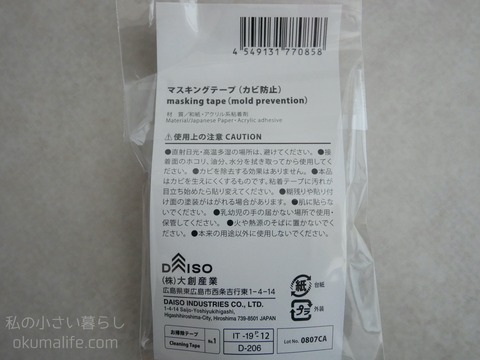 4 549131 770858
マスキングテープ（カビ防止）
masking tape（mold prevention）
材　質／和紙・アクリル系粘着剤
Material/Japanese Paper・Acrylic adhesive
⚠使用上の注意 CAUTION
●直射日光・高温多湿の場所は、避けてください。●接
着面のホコリ、油分、水分を拭き取ってから使用して
ください。●カビを除去する効果はありません。●本品
はカビを生えにくくするものです。粘着テープに汚れが
目立ち始めたら貼り変えてください。●糊残りや貼り付
け面の塗装がはがれる場合があります。●肌に貼らな
いでください。●乳幼児の手の届かない場所で使用・
保管してください。●火や熱源のそばに置かないでくだ
さい。●本来の用途以外に使用しないでください。
DAISO
(株)大創産業
広島県東広島市西条吉行東1-4-14
DAISO INDUSTRIES CO., LTD.
1-4-14 Saijo-Yoshiyukihigashi,
Higashihiroshima-City, Hiroshima 739-8501 JAPAN
紙 台紙
プラ 外装
お掃除テープ
Cleaning Tape
No.1
IT -19ﾋ 12
D-206
Lot No. 0807CA
私の小さい暮らし
okumalife.com